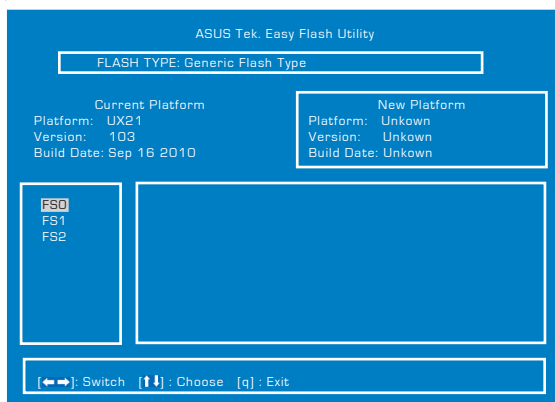 ASUS Tek. Easy Flash Utility
FLASH TYPE: Generic Flash Type
Current Platform
Platform: UX21
Version: 103
Build Date: Sep 16 2010
New Platform
Platform: Unkown
Version: Unkown
Build Date: Unkown
FS0
FS1
FS2
[←→]: Switch [↑↓] : Choose [q] : Exit